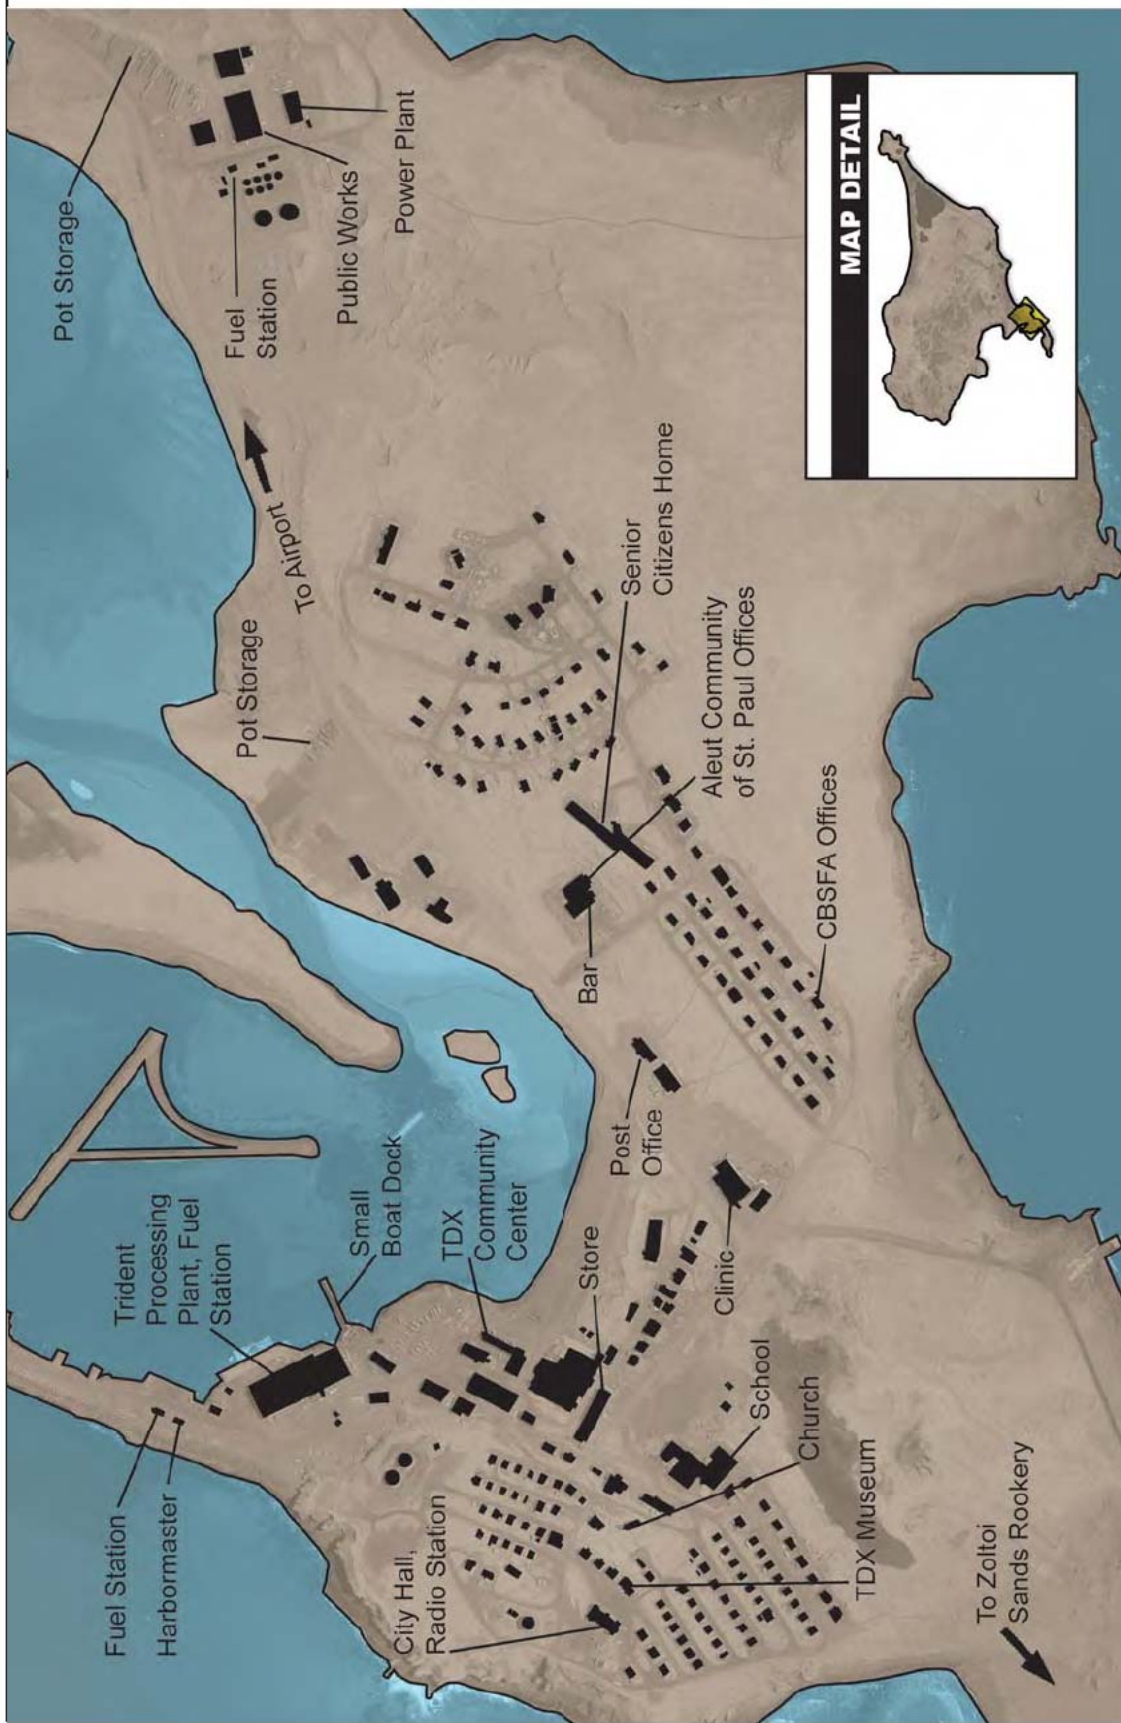 Fuel Station
Harbormaster
Trident
Processing
Plant, Fuel
Station
Small
Boat Dock
City Hall,
Radio Station
TDX
Community
Center
Store
Pot Storage
To Airport
Pot Storage
Fuel
Station
Public Works
Power Plant
Bar
Post
Office
Clinic
School
Church
TDX Museum
Senior
Citizens Home
Aleut Community
of St. Paul Offices
CBSFA Offices
To Zoltoi
Sands Rookery
MAP DETAIL